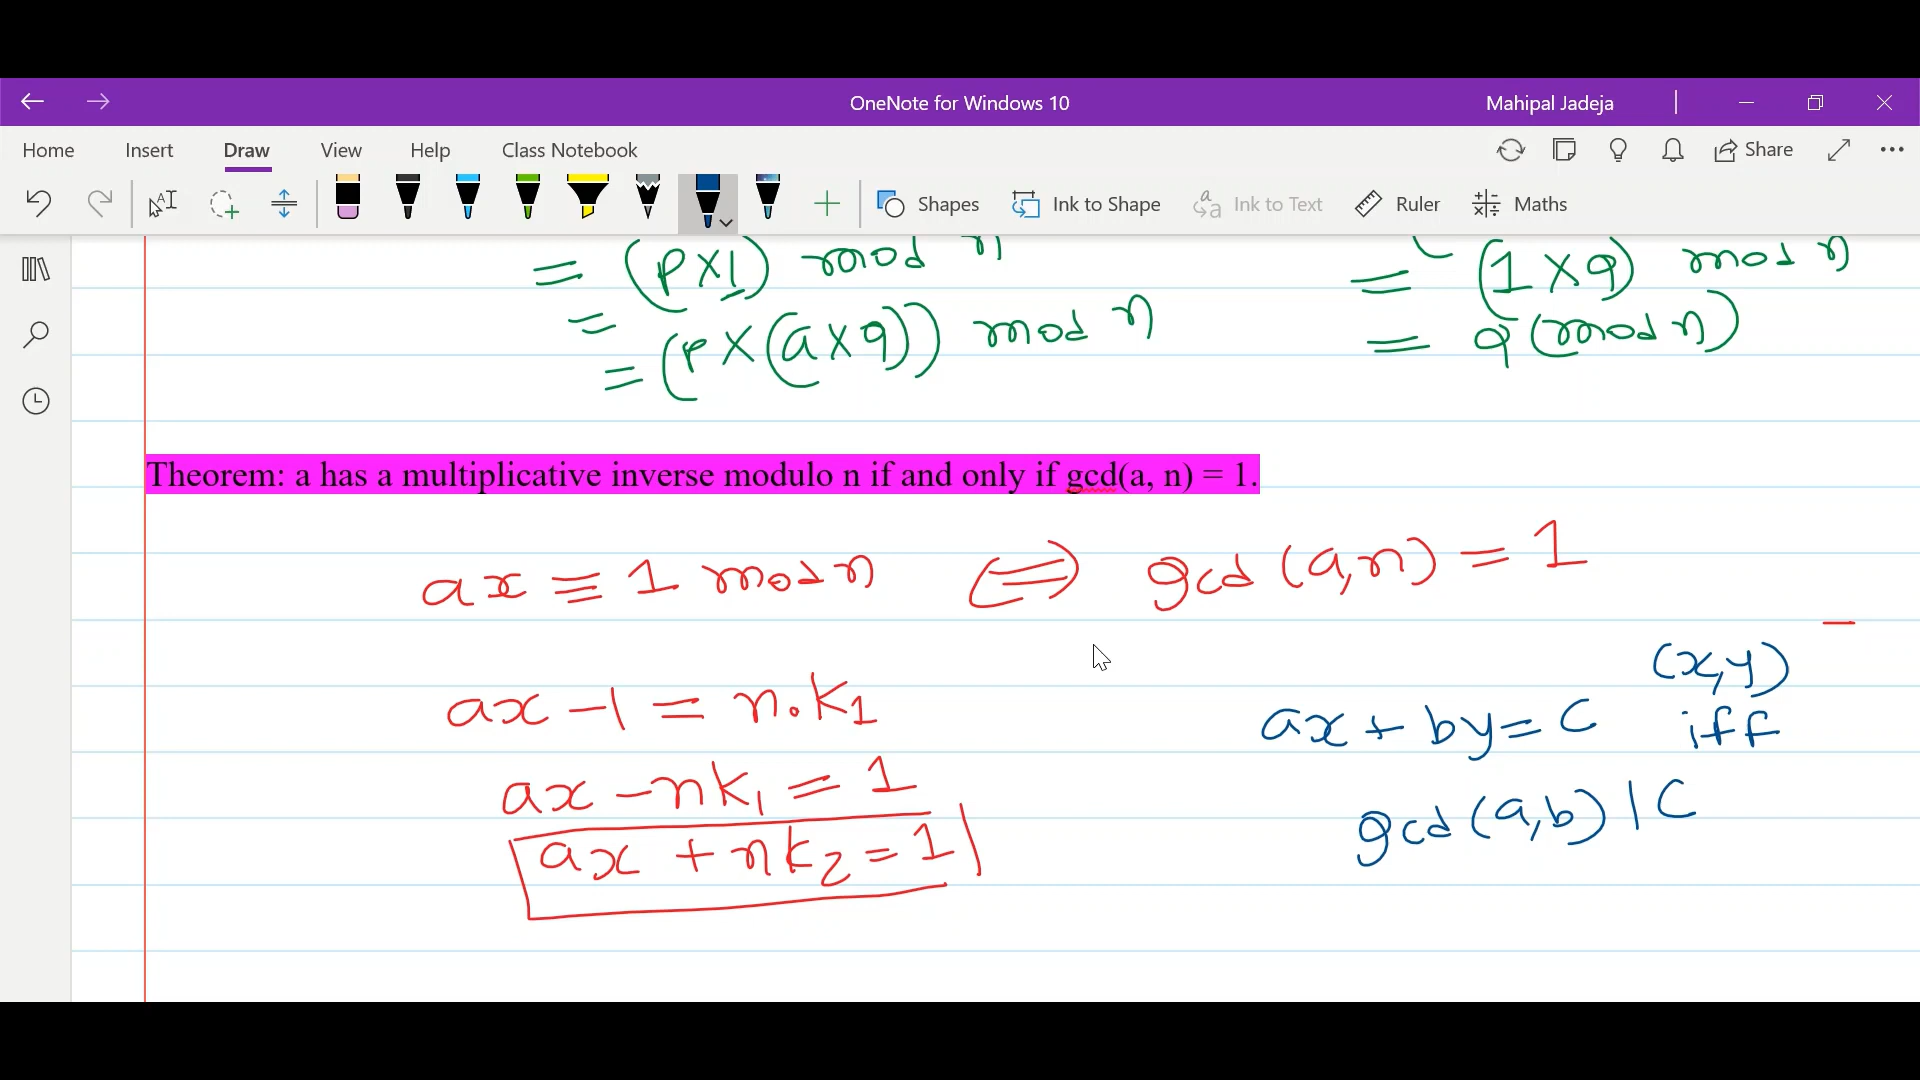 OneNote for Windows 10
Mahipal Jadeja
Home Insert Draw View Help Class Notebook Share
Shapes Ink to Shape Ink to Text Ruler Maths
= (P×1) mod n
= (1×q) mod n
=
= (P×(a×q)) mod n
= q (mod n)
Theorem: a has a multiplicative inverse modulo n if and only if gcd(a, n) = 1.
ax ≡ 1 mod n ⟺ gcd (a,n) = 1
(x,y)
ax - 1 = n.k₁
ax + by = c iff
ax - nk₁ = 1
gcd (a,b) | c
ax + nk₂ = 1